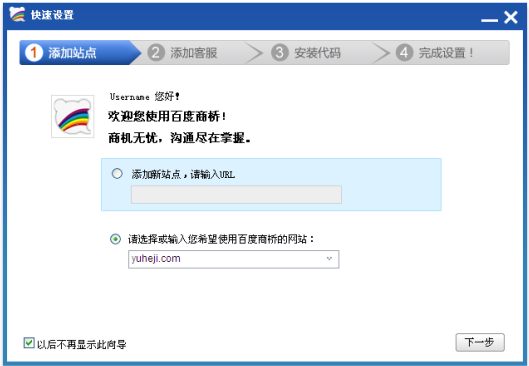 快速设置
1 添加站点
2 添加客服
3 安装代码
4 完成设置！
Username 您好！
欢迎您使用百度商桥！
商机无忧，沟通尽在掌握。
添加新站点，请输入URL
请选择或输入您希望使用百度商桥的网站：
yuheji.com
以后不再显示此向导
下一步